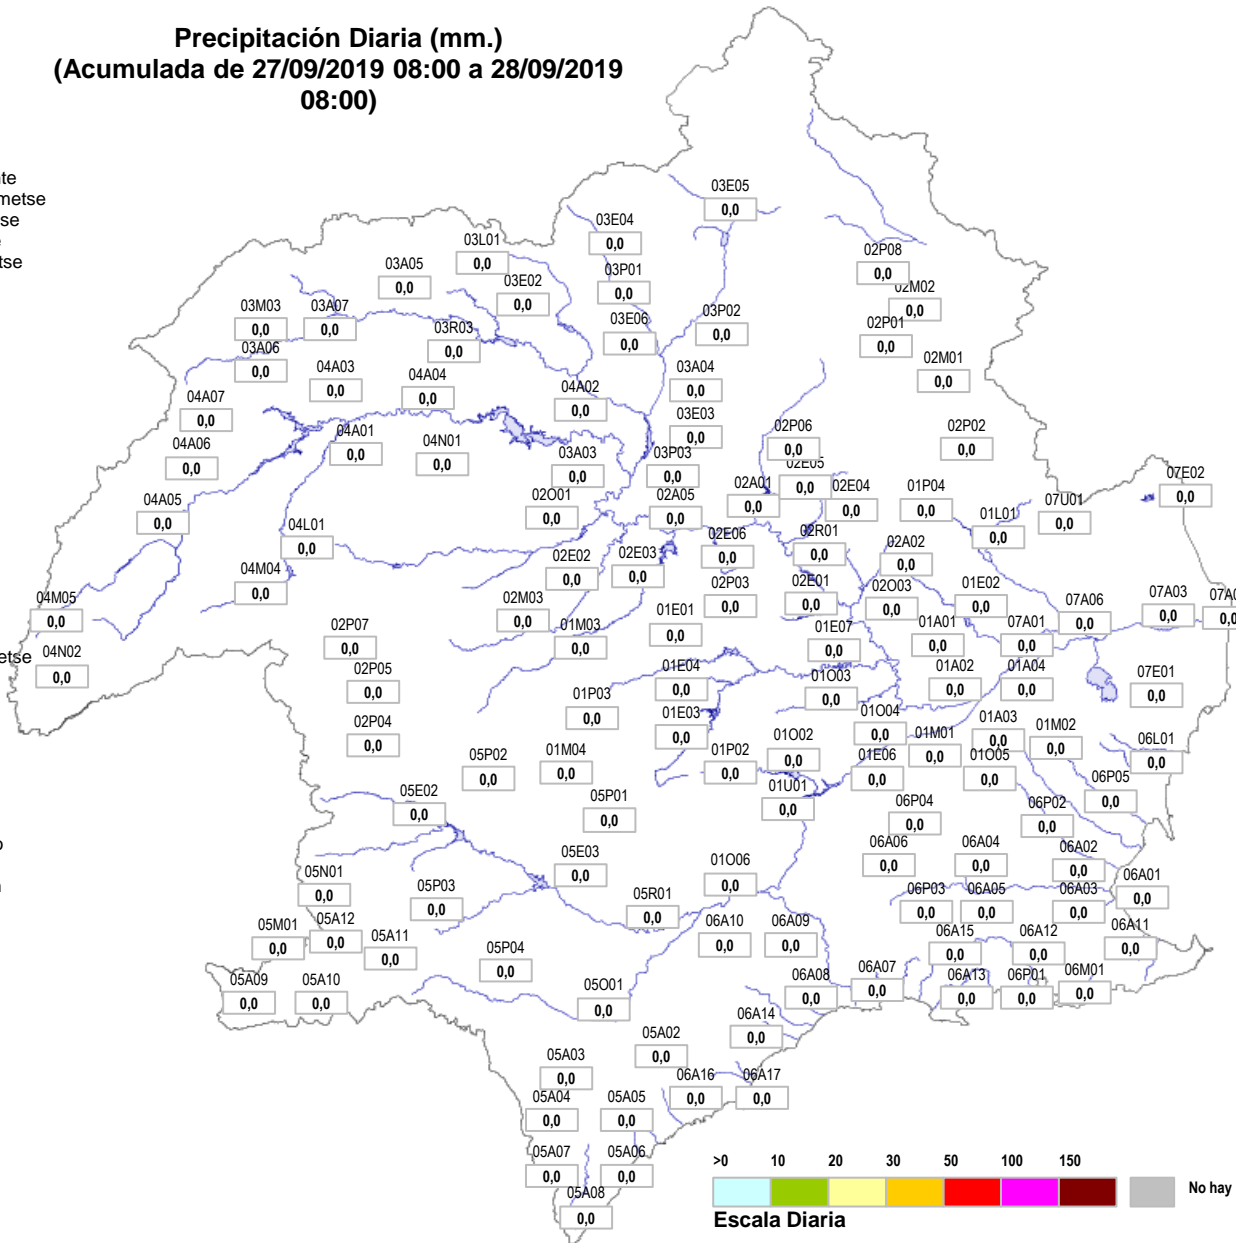 Precipitación Diaria (mm.)
(Acumulada de 27/09/2019 08:00 a 28/09/2019
08:00)
metse
se
e
tse
etse
o
n
03E05
0,0
03E04
0,0
03L01
0,0
02P08
0,0
03A05
0,0
03P01
0,0
03E02
0,0
02M02
0,0
03M03
0,0
03A07
0,0
03P02
0,0
03E06
0,0
03R03
0,0
02P01
0,0
03A06
0,0
02M01
0,0
04A03
0,0
04A04
0,0
03A04
0,0
04A02
0,0
04A07
0,0
03E03
0,0
02P06
0,0
02P02
0,0
04A01
0,0
04N01
0,0
04A06
0,0
03A03
0,0
03P03
0,0
02E05
0,0
07E02
0,0
02A01
0,0
02E04
0,0
01P04
0,0
04A05
0,0
02O01
0,0
02A05
0,0
07U01
0,0
01L01
0,0
04L01
0,0
02E06
0,0
02R01
0,0
02A02
0,0
02E02
0,0
02E03
0,0
04M04
0,0
02P03
0,0
02E01
0,0
02O03
0,0
01E02
0,0
04M05
0,0
02M03
0,0
01E01
0,0
07A06
0,0
07A03
0,0
07A0
0,0
02P07
0,0
01M03
0,0
01E07
0,0
01A01
0,0
07A01
0,0
04N02
0,0
02P05
0,0
01E04
0,0
01O03
0,0
01A02
0,0
01A04
0,0
07E01
0,0
01P03
0,0
01E03
0,0
02P04
0,0
01O04
0,0
01A03
0,0
01M02
0,0
01M01
0,0
06L01
0,0
05P02
0,0
01M04
0,0
01P02
0,0
01O02
0,0
01E06
0,0
01O05
0,0
06P05
0,0
05E02
0,0
05P01
0,0
01U01
0,0
06P04
0,0
06P02
0,0
05E03
0,0
06A06
0,0
06A04
0,0
06A02
0,0
05N01
0,0
05P03
0,0
01O06
0,0
06A01
0,0
05R01
0,0
06P03
0,0
06A05
0,0
06A03
0,0
05M01
0,0
05A12
0,0
05A11
0,0
06A10
0,0
06A09
0,0
06A15
0,0
06A12
0,0
06A11
0,0
05P04
0,0
05A09
0,0
05A10
0,0
05O01
0,0
06A08
0,0
06A07
0,0
06A13
0,0
06P01
0,0
06M01
0,0
06A14
0,0
05A02
0,0
05A03
0,0
06A16
0,0
06A17
0,0
05A04
0,0
05A05
0,0
05A07
0,0
05A06
0,0
05A08
0,0
>0 10 20 30 50 100 150
No hay
Escala Diaria